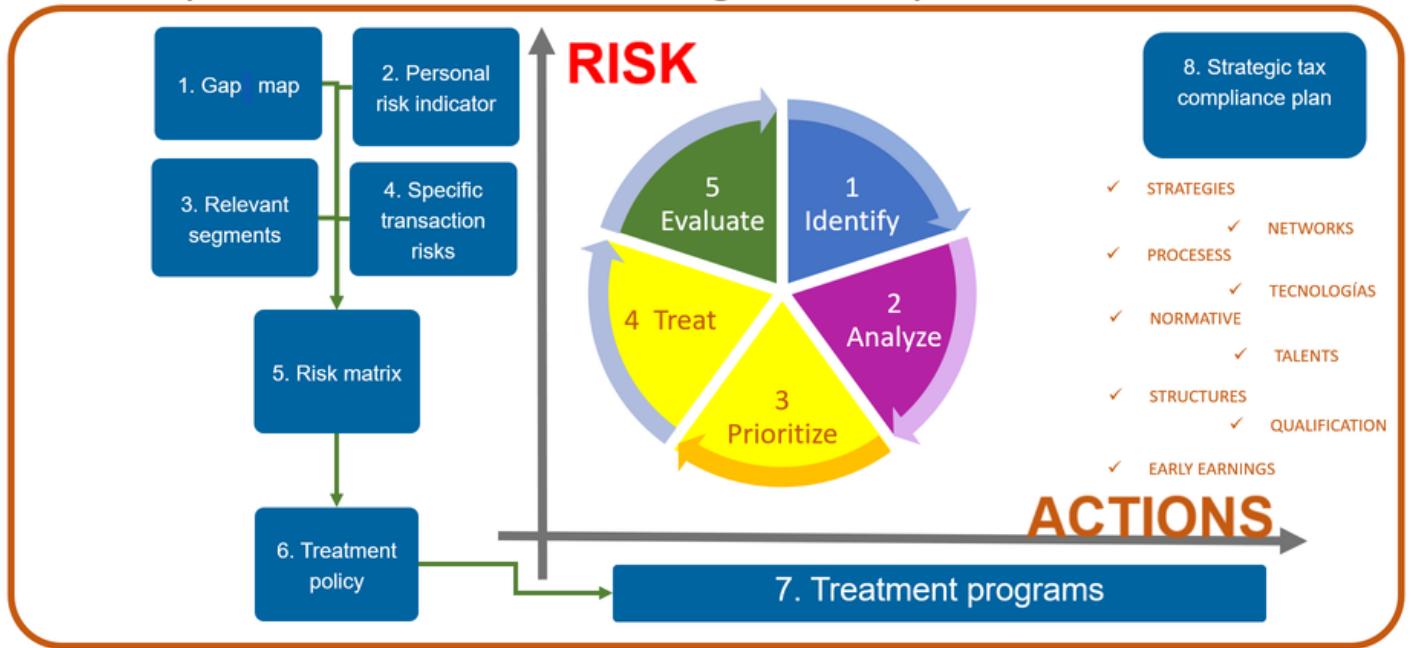 1. Gap map
2. Personal
risk indicator
3. Relevant
segments
4. Specific
transaction
risks
5. Risk matrix
6. Treatment
policy
7. Treatment programs
RISK
1
Identify
2
Analyze
3
Prioritize
4 Treat
5
Evaluate
8. Strategic tax
compliance plan
✓ STRATEGIES
✓ NETWORKS
✓ PROCESESS
✓ TECNOLOGÍAS
✓ NORMATIVE
✓ TALENTS
✓ STRUCTURES
✓ QUALIFICATION
✓ EARLY EARNINGS
ACTIONS